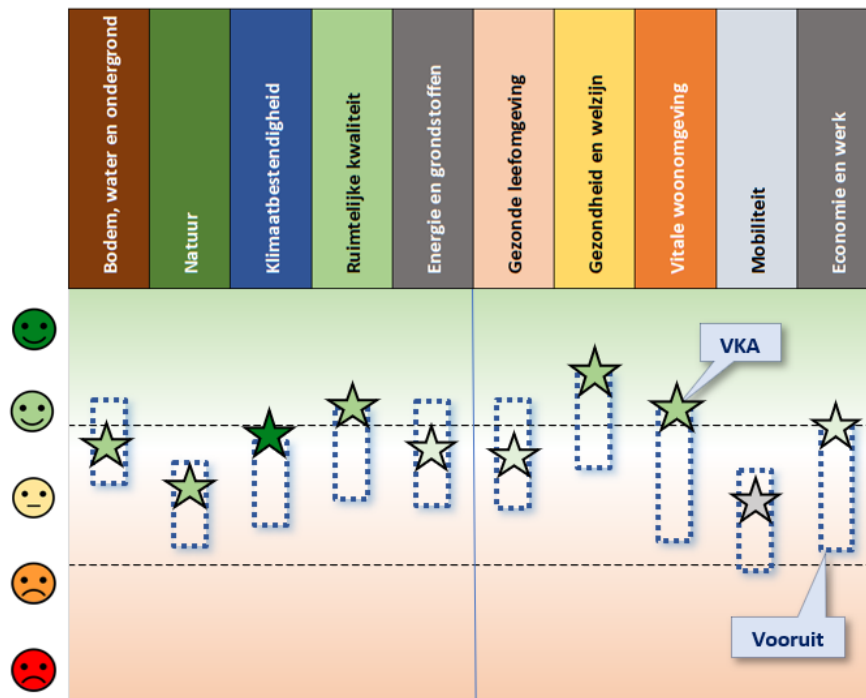 Bodem, water en ondergrond
Natuur
Klimaatbestendigheid
Ruimtelijke kwaliteit
Energie en grondstoffen
Gezonde leefomgeving
Gezondheid en welzijn
Vitale woonomgeving
Mobiliteit
Economie en werk
VKA
Vooruit